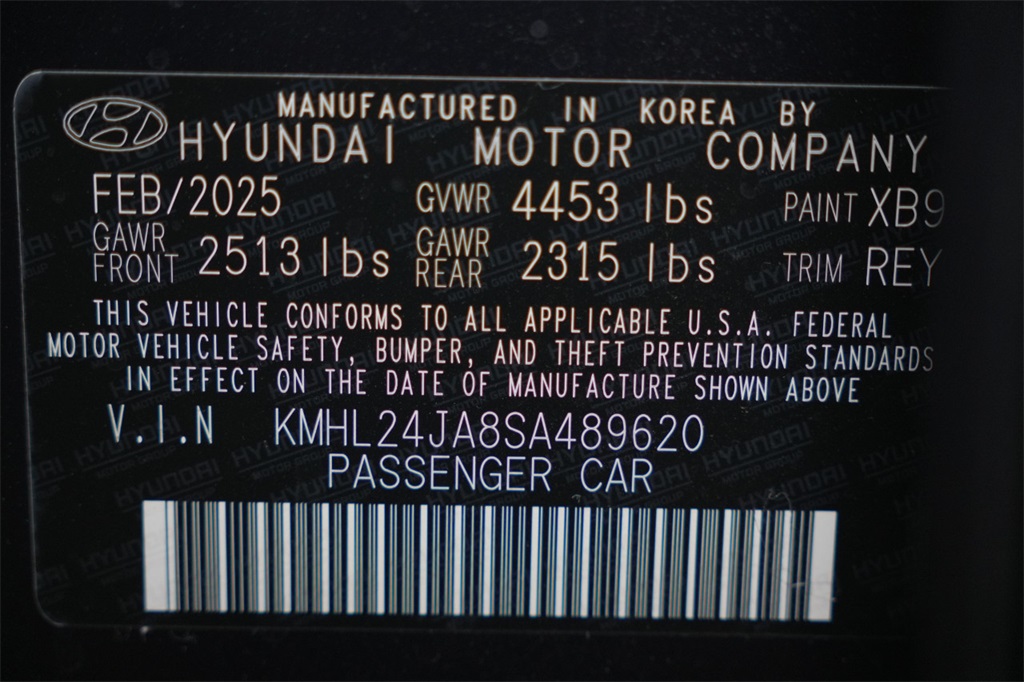 MANUFACTURED IN KOREA BY
HYUNDAI MOTOR COMPANY
FEB/2025 GVWR 4453 lbs PAINT XB9
GAWR FRONT 2513 lbs GAWR REAR 2315 lbs TRIM REY
THIS VEHICLE CONFORMS TO ALL APPLICABLE U.S.A. FEDERAL
MOTOR VEHICLE SAFETY, BUMPER, AND THEFT PREVENTION STANDARDS
IN EFFECT ON THE DATE OF MANUFACTURE SHOWN ABOVE
V.I.N KMHL24JA8SA489620
PASSENGER CAR